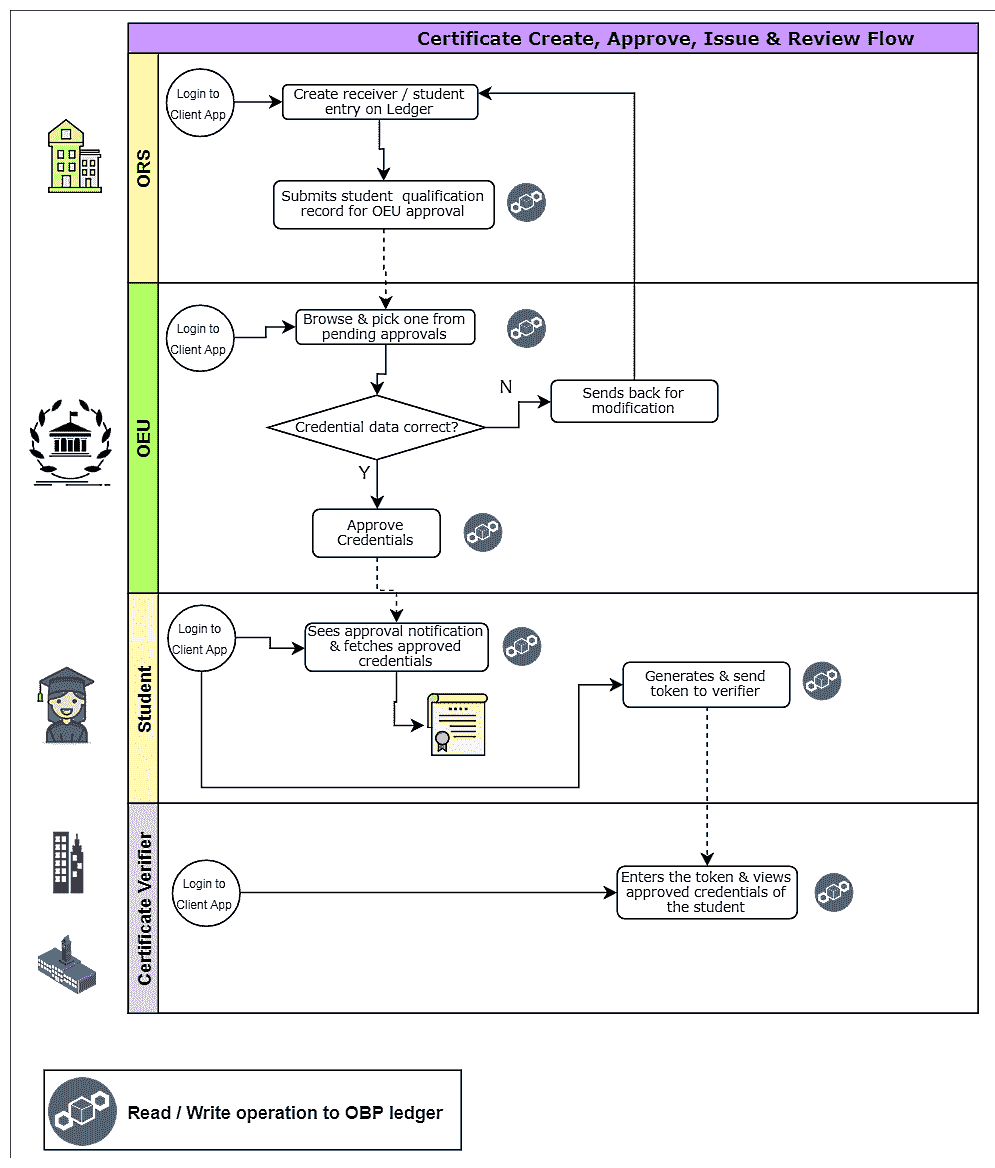 Certificate Create, Approve, Issue & Review Flow
ORS
Login to
Client App
Create receiver / student
entry on Ledger
Submits student qualification
record for OEU approval
OEU
Login to
Client App
Browse & pick one from
pending approvals
Credential data correct?
N
Sends back for
modification
Y
Approve
Credentials
Student
Login to
Client App
Sees approval notification
& fetches approved
credentials
Generates & send
token to verifier
Certificate Verifier
Login to
Client App
Enters the token & views
approved credentials of
the student
Read / Write operation to OBP ledger